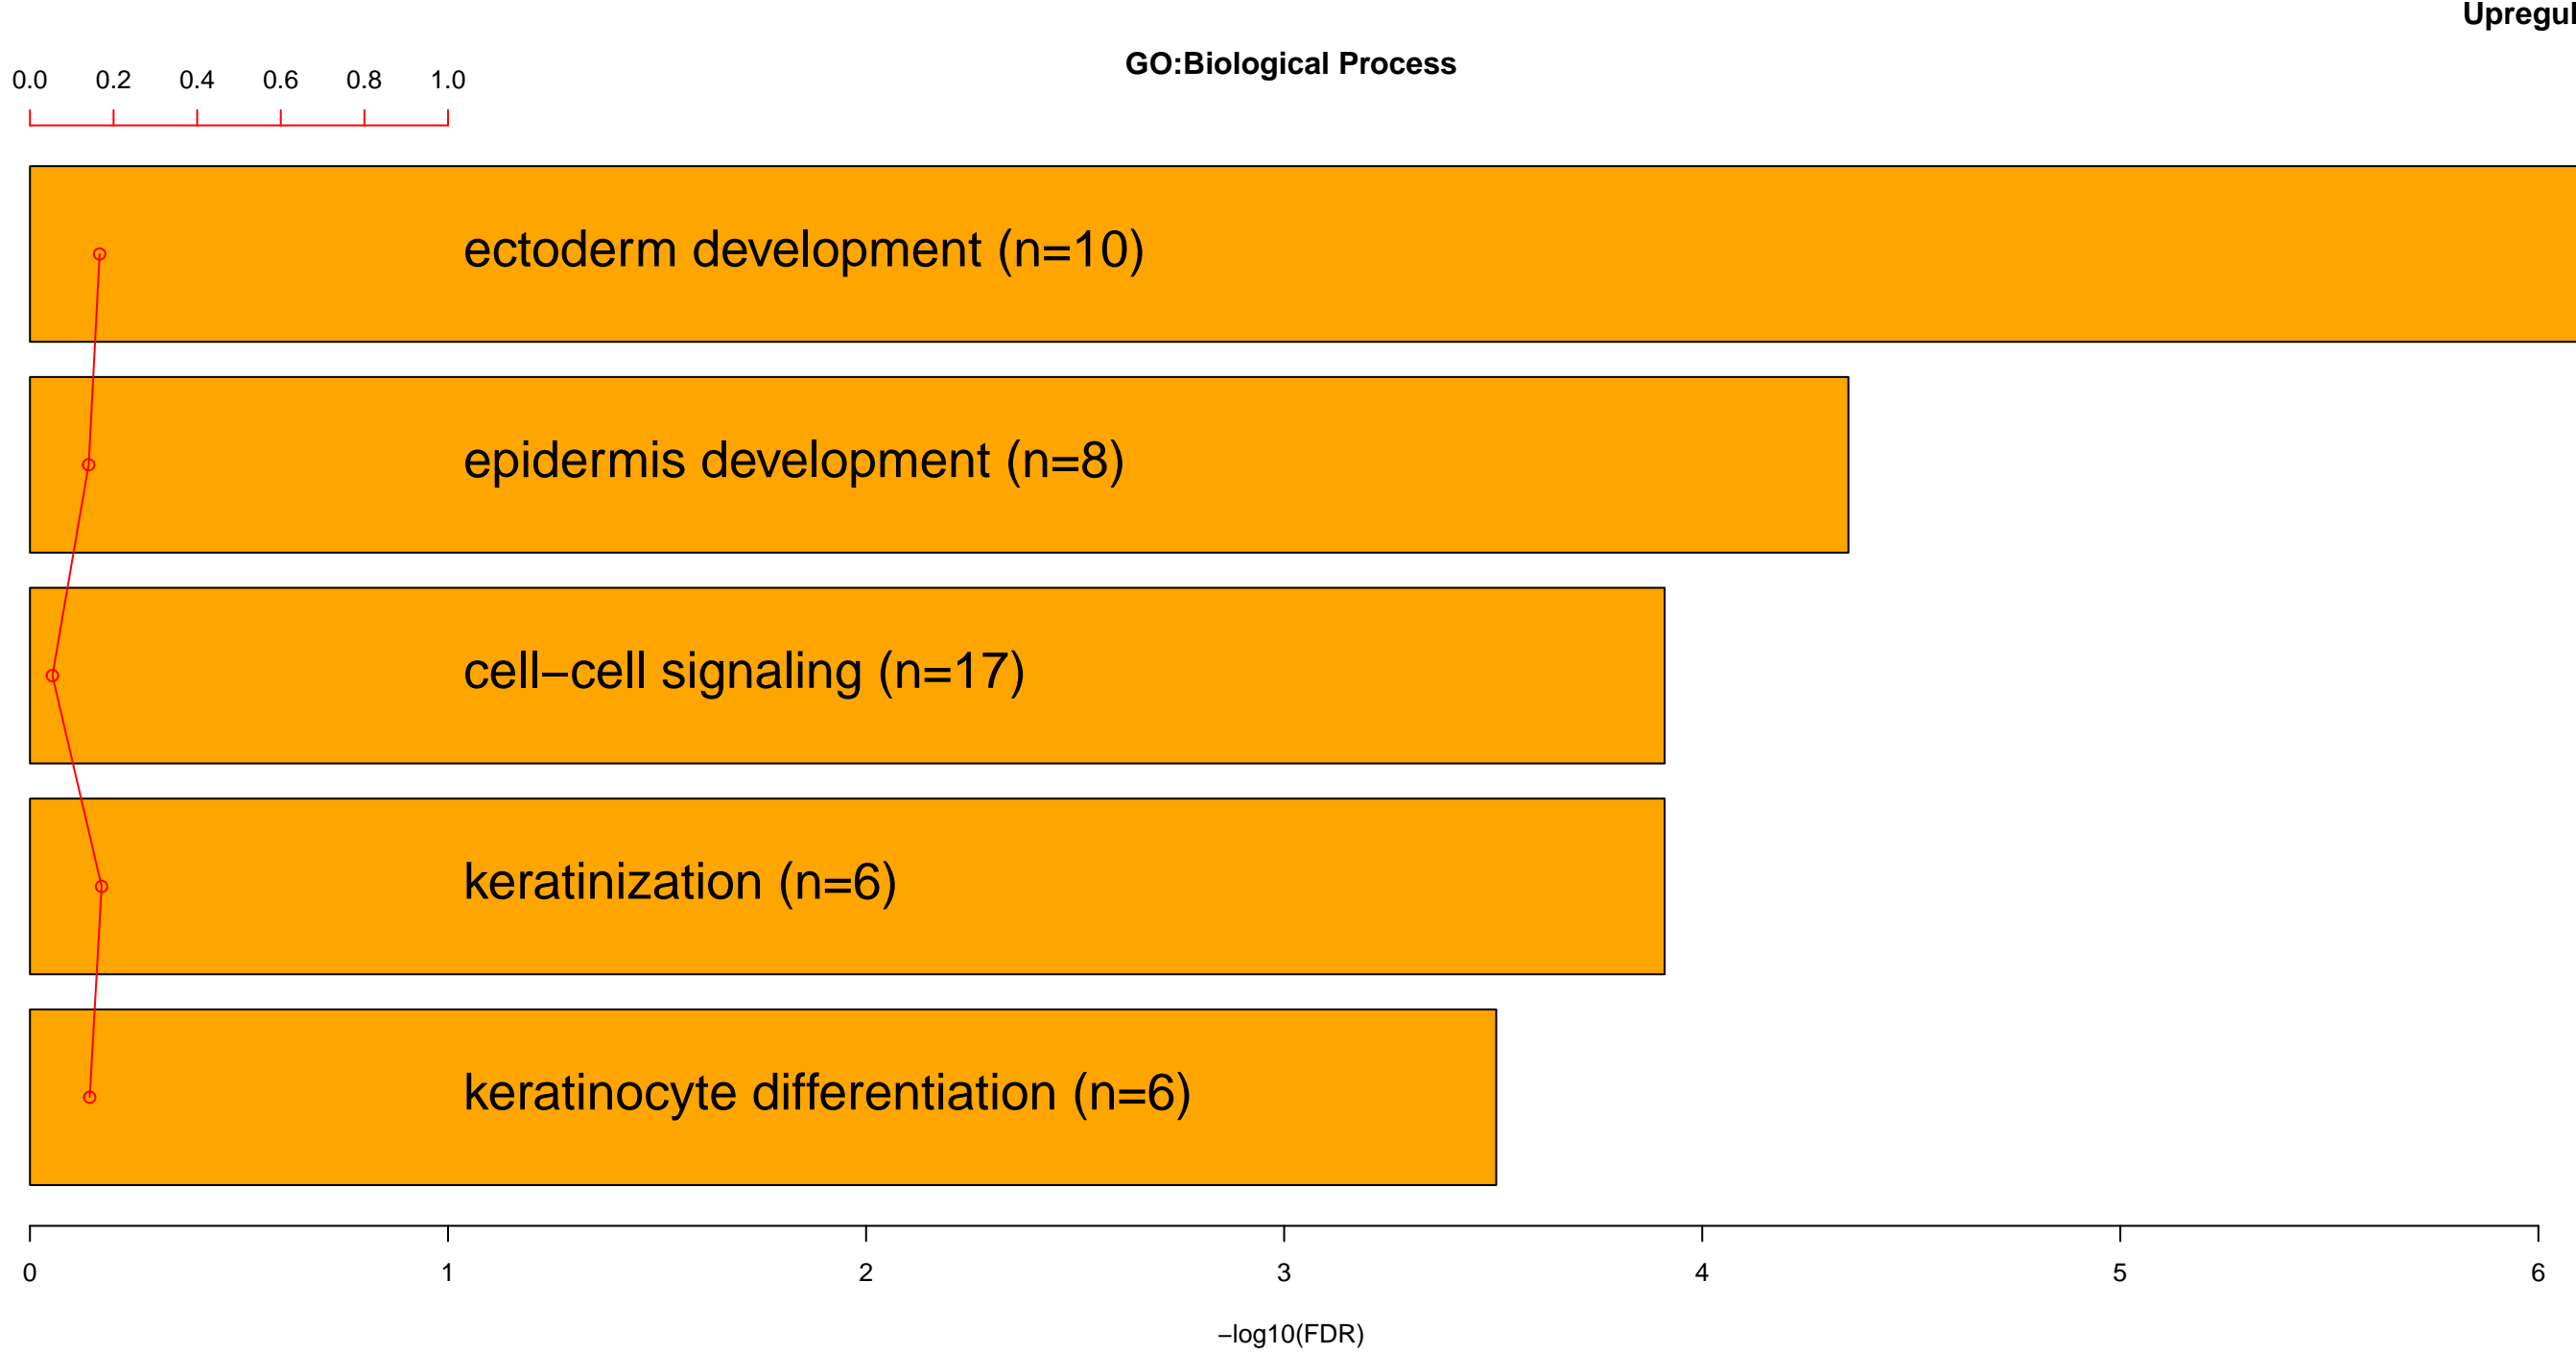 Upregul
GO:Biological Process
0.0 0.2 0.4 0.6 0.8 1.0
ectoderm development (n=10)
epidermis development (n=8)
cell−cell signaling (n=17)
keratinization (n=6)
keratinocyte differentiation (n=6)
0 1 2 3 4 5 6
−log10(FDR)